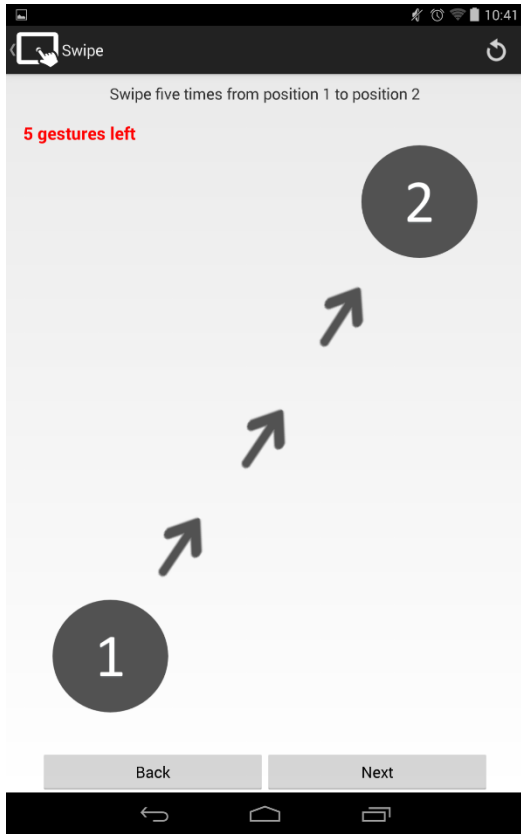 10:41
Swipe
Swipe five times from position 1 to position 2
5 gestures left
2
1
Back Next